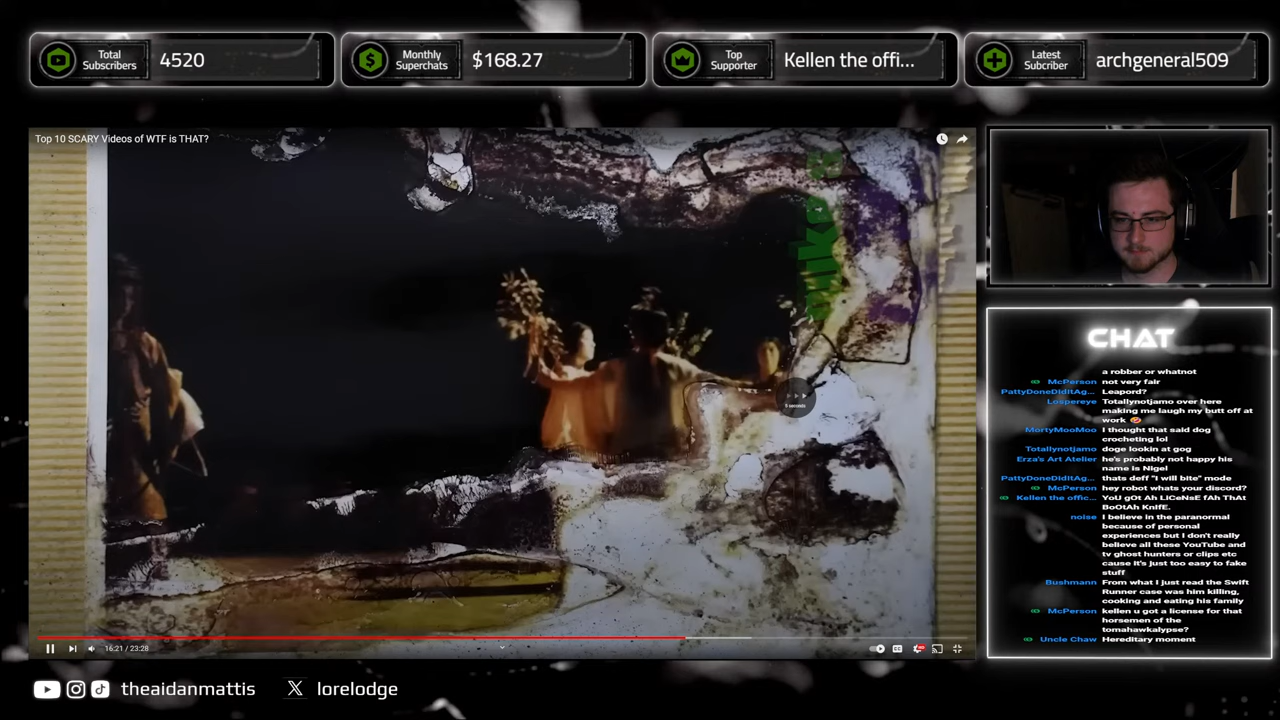 Total
Subscribers
4520
Monthly
Superchats
$168.27
Top
Supporter
Kellen the offi...
Latest
Subcriber
archgeneral509
Top 10 SCARY Videos of WTF is THAT?
5 seconds
16:21 / 23:28
CHAT
a robber or whatnot
McPerson not very fair
PattyDoneDiditAg... Leapord?
Lospereye Totallynotjamo over here
making me laugh my butt off at
work 🤣
MortyMooMoo I thought that said dog
crocheting lol
Totallynotjamo doge lookin at gog
Erza's Art Atelier he's probably not happy his
name is Nigel
PattyDoneDiditAg... thats deff "I will bite" mode
McPerson hey robot whats your discord?
Kellen the offic... YoU gOt Ah LiCeNsE fAh ThAt
BoOtAh KnIfE.
noise I believe in the paranormal
because of personal
experiences but I don't really
believe all these YouTube and
tv ghost hunters or clips etc
cause it's just too easy to fake
stuff
Bushmann From what I just read the Swift
Runner case was him killing,
cooking and eating his family
McPerson kellen u got a license for that
horsemen of the
tomahawkalypse?
Uncle Chaw Hereditary moment
theaidanmattis
lorelodge